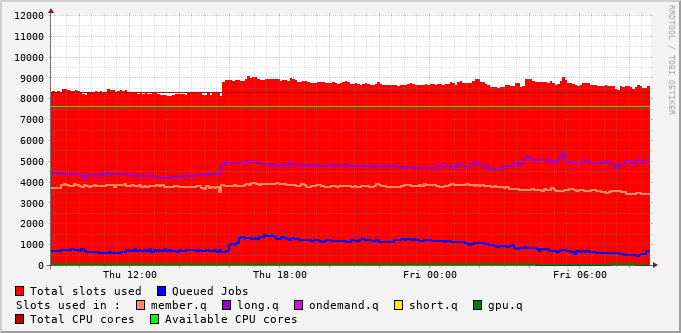 RRDTOOL / TOBI OETIKER
12000
11000
10000
9000
8000
7000
6000
5000
4000
3000
2000
1000
0
Thu 12:00 Thu 18:00 Fri 00:00 Fri 06:00
Total slots used Queued Jobs
Slots used in : member.q long.q ondemand.q short.q gpu.q
Total CPU cores Available CPU cores